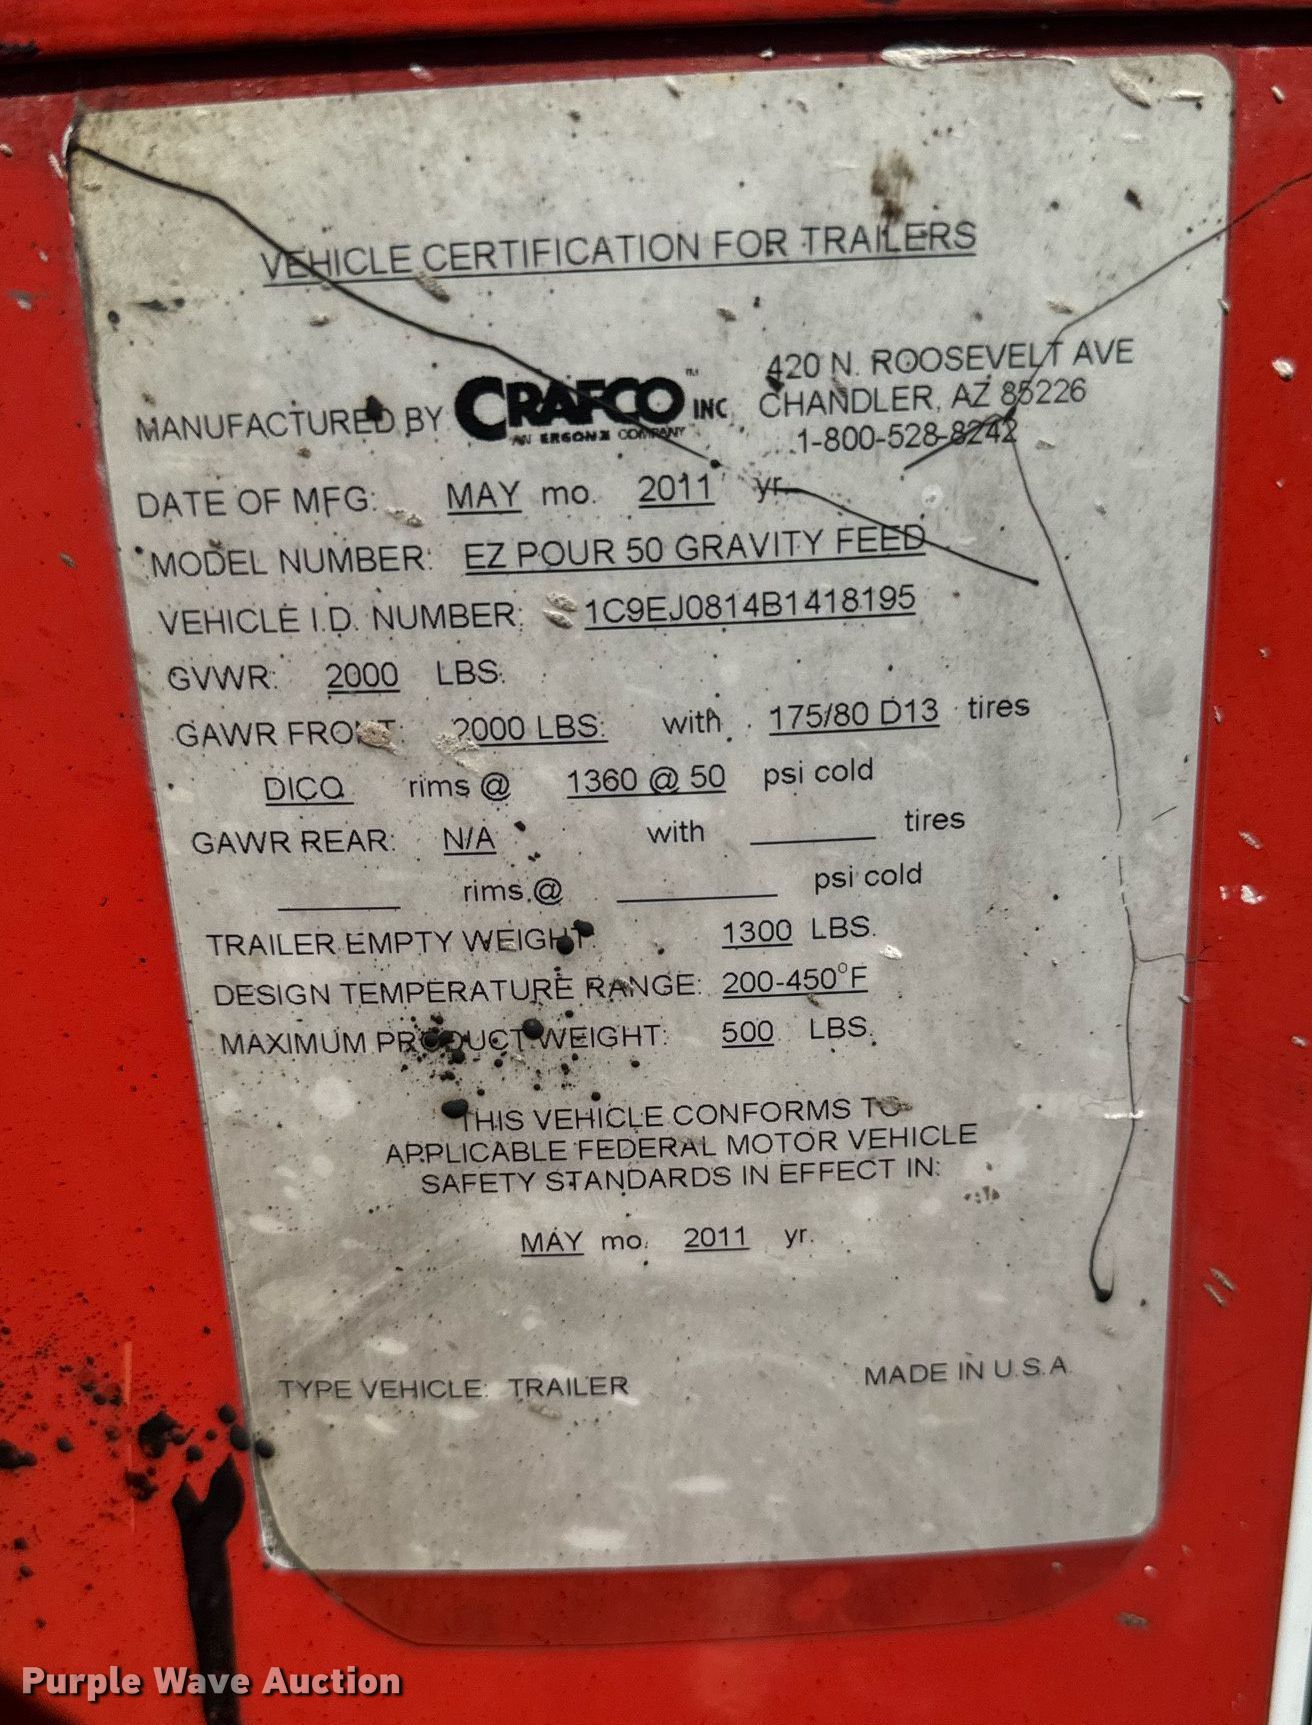 VEHICLE CERTIFICATION FOR TRAILERS
MANUFACTURED BY CRAFCO™ INC
AN ERGON COMPANY
420 N. ROOSEVELT AVE
CHANDLER, AZ 85226
1-800-528-8242
DATE OF MFG: MAY mo. 2011 yr.
MODEL NUMBER: EZ POUR 50 GRAVITY FEED
VEHICLE I.D. NUMBER: 1C9EJ0814B1418195
GVWR: 2000 LBS.
GAWR FRONT: 2000 LBS. with 175/80 D13 tires
DICO rims @ 1360 @ 50 psi cold
GAWR REAR: N/A with ______ tires
______ rims @ ______ psi cold
TRAILER EMPTY WEIGHT: 1300 LBS.
DESIGN TEMPERATURE RANGE: 200-450°F
MAXIMUM PRODUCT WEIGHT: 500 LBS.
THIS VEHICLE CONFORMS TO
APPLICABLE FEDERAL MOTOR VEHICLE
SAFETY STANDARDS IN EFFECT IN:
MAY mo. 2011 yr.
TYPE VEHICLE: TRAILER MADE IN U.S.A
Purple Wave Auction